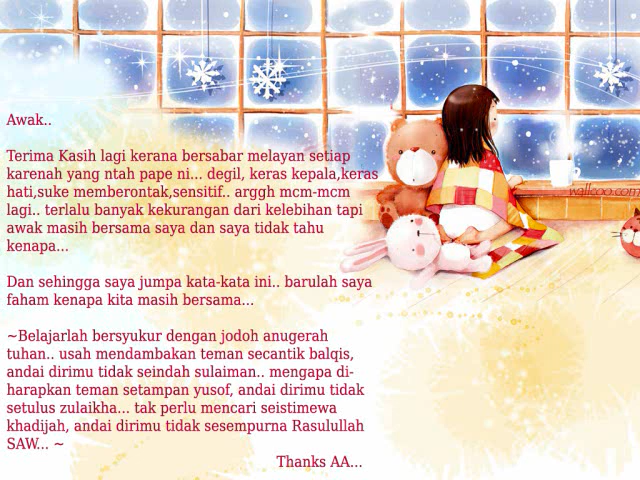 Awak..
Terima Kasih lagi kerana bersabar melayan setiap
karenah yang ntah pape ni... degil, keras kepala,keras
hati,suke memberontak,sensitif.. arggh mcm-mcm
lagi.. terlalu banyak kekurangan dari kelebihan tapi
awak masih bersama saya dan saya tidak tahu
kenapa...
Dan sehingga saya jumpa kata-kata ini.. barulah saya
faham kenapa kita masih bersama...
~Belajarlah bersyukur dengan jodoh anugerah
tuhan.. usah mendambakan teman secantik balqis,
andai dirimu tidak seindah sulaiman.. mengapa di-
harapkan teman setampan yusof, andai dirimu tidak
setulus zulaikha... tak perlu mencari seistimewa
khadijah, andai dirimu tidak sesempurna Rasulullah
SAW... ~
Thanks AA...
wallcoo.com